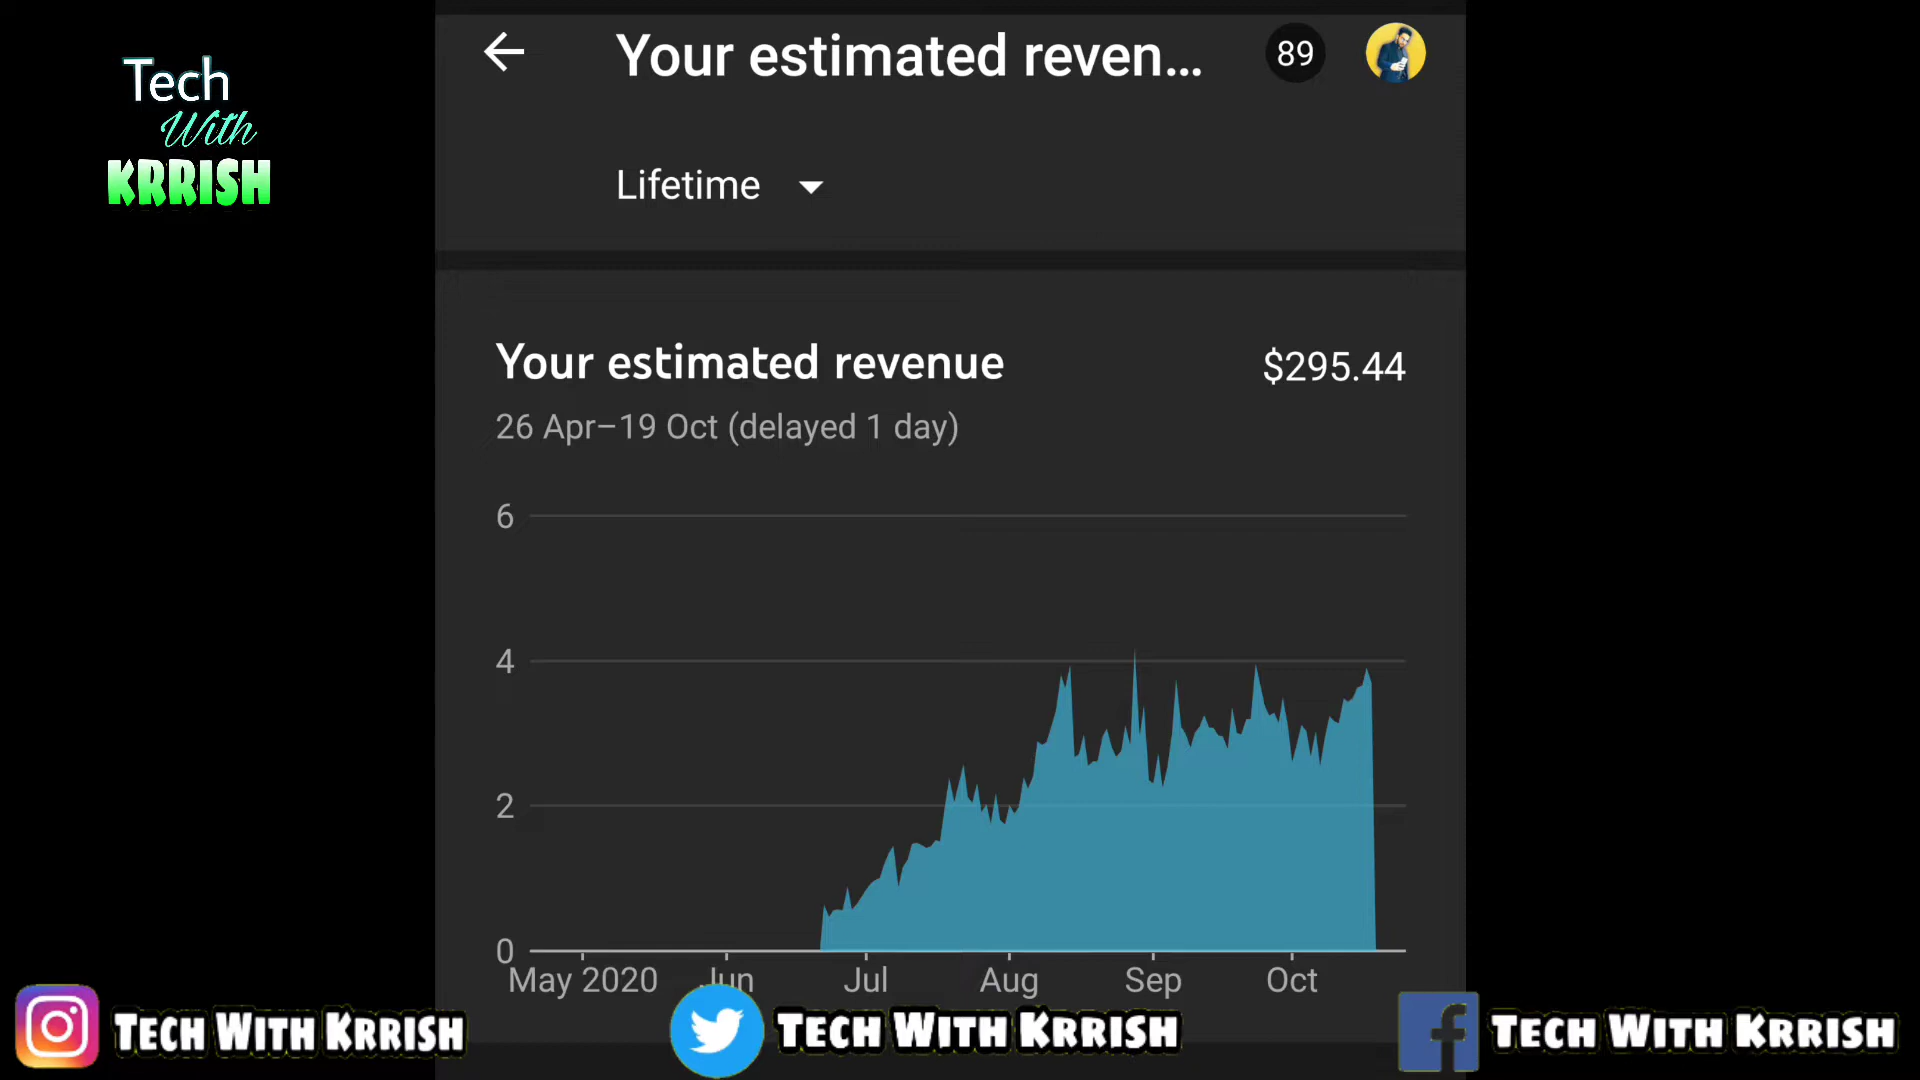 Tech
With
KRRISH
Your estimated reven...
89
Lifetime
Your estimated revenue
$295.44
26 Apr–19 Oct (delayed 1 day)
6
4
2
0
May 2020
Jun
Jul
Aug
Sep
Oct
TECH WITH KRRISH
TECH WITH KRRISH
TECH WITH KRRISH